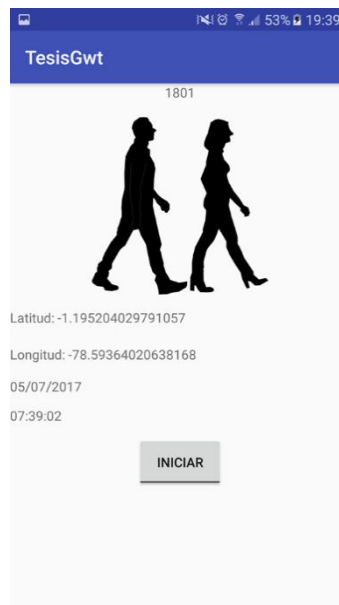 53% 19:39
TesisGwt
1801
Latitud: -1.195204029791057
Longitud: -78.59364020638168
05/07/2017
07:39:02
INICIAR